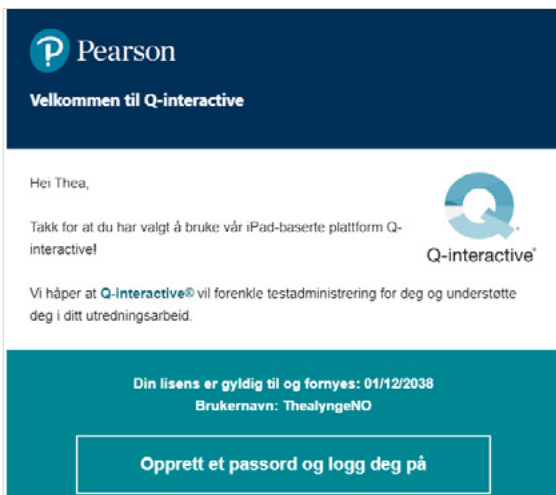 Pearson
Velkommen til Q-interactive
Hei Thea,
Takk for at du har valgt å bruke vår iPad-baserte plattform Q-
interactive!
Q-interactive®
Vi håper at Q-interactive® vil forenkle testadministrering for deg og understøtte
deg i ditt utredningsarbeid.
Din lisens er gyldig til og fornyes: 01/12/2038
Brukernavn: ThealyngeNO
Opprett et passord og logg deg på